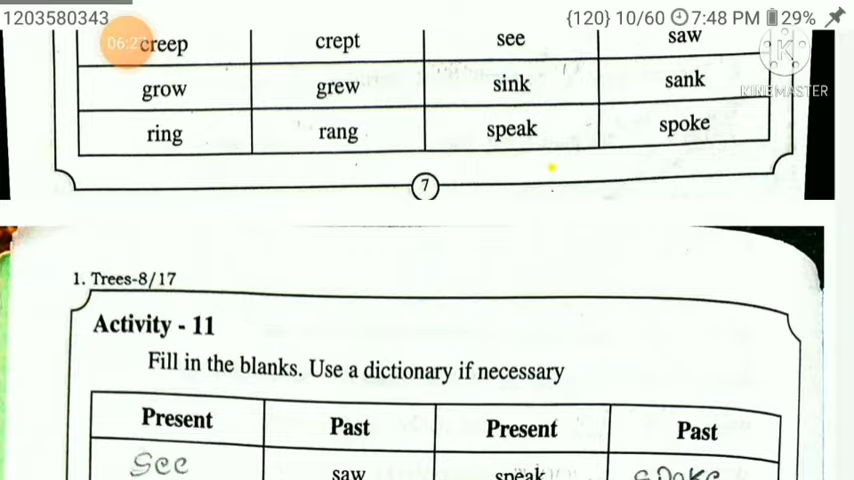 1203580343
{120} 10/60 7:48 PM 29%
06:2
creep crept see saw
K
KINEMASTER
grow grew sink sank
ring rang speak spoke
7
1. Trees-8/17
Activity - 11
Fill in the blanks. Use a dictionary if necessary
Present Past Present Past
See saw speak spoke